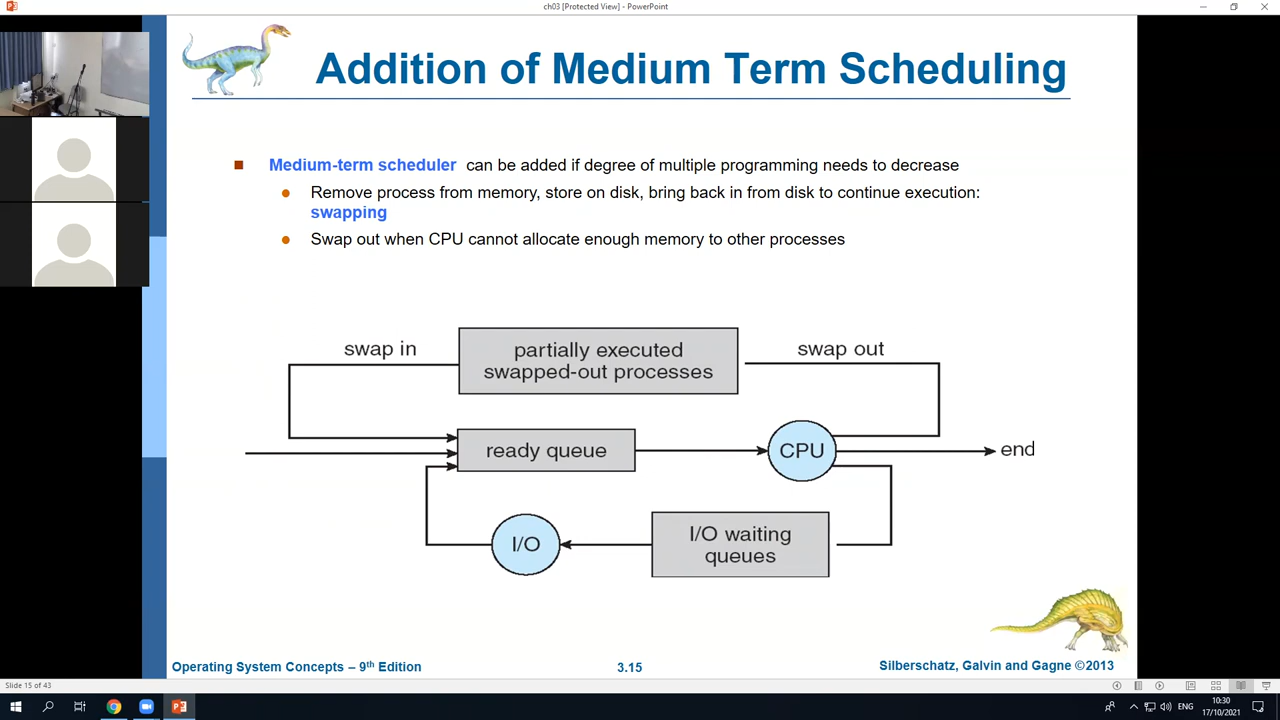 ch03 [Protected View] - PowerPoint
Addition of Medium Term Scheduling
Medium-term scheduler can be added if degree of multiple programming needs to decrease
Remove process from memory, store on disk, bring back in from disk to continue execution:
swapping
Swap out when CPU cannot allocate enough memory to other processes
swap in
partially executed
swapped-out processes
swap out
ready queue
CPU
end
I/O
I/O waiting
queues
Operating System Concepts – 9th Edition
3.15
Silberschatz, Galvin and Gagne ©2013
Slide 15 of 43
ENG
10:30
17/10/2021